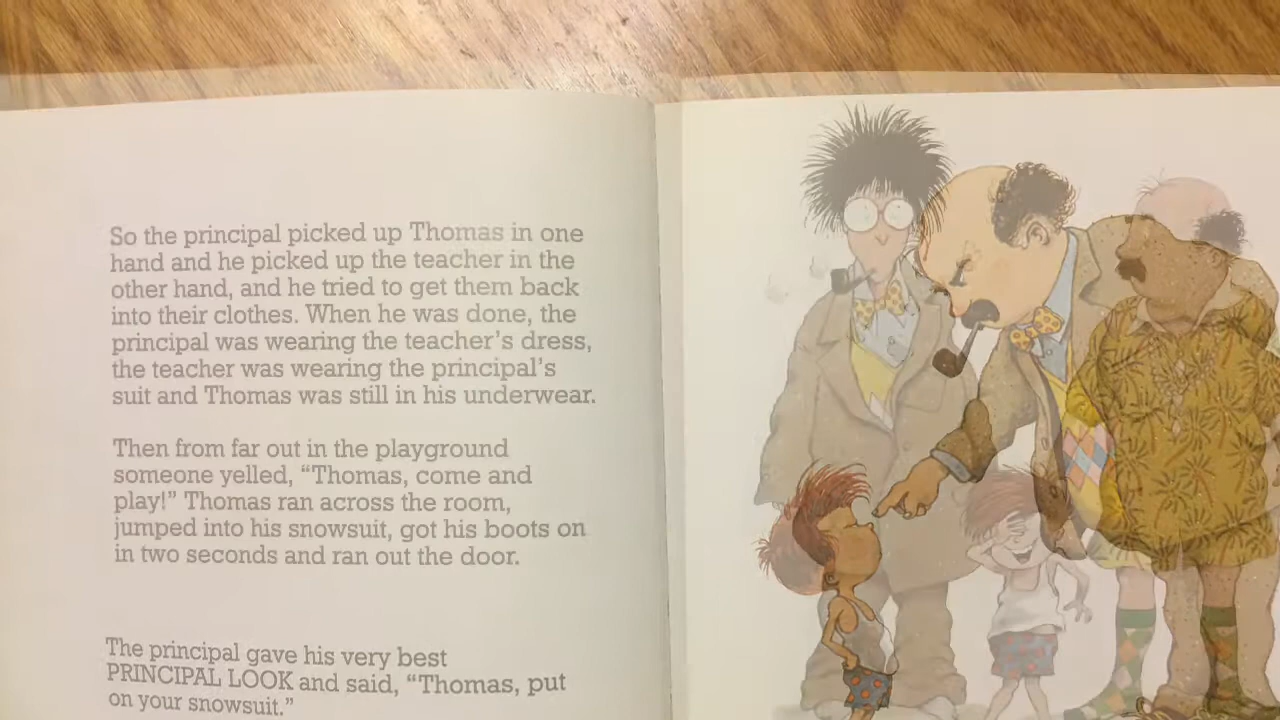 So the principal picked up Thomas in one
hand and he picked up the teacher in the
other hand, and he tried to get them back
into their clothes. When he was done, the
principal was wearing the teacher's dress,
the teacher was wearing the principal's
suit and Thomas was still in his underwear.
Then from far out in the playground
someone yelled, “Thomas, come and
play!” Thomas ran across the room,
jumped into his snowsuit, got his boots on
in two seconds and ran out the door.
The principal gave his very best
PRINCIPAL LOOK and said, “Thomas, put
on your snowsuit.”